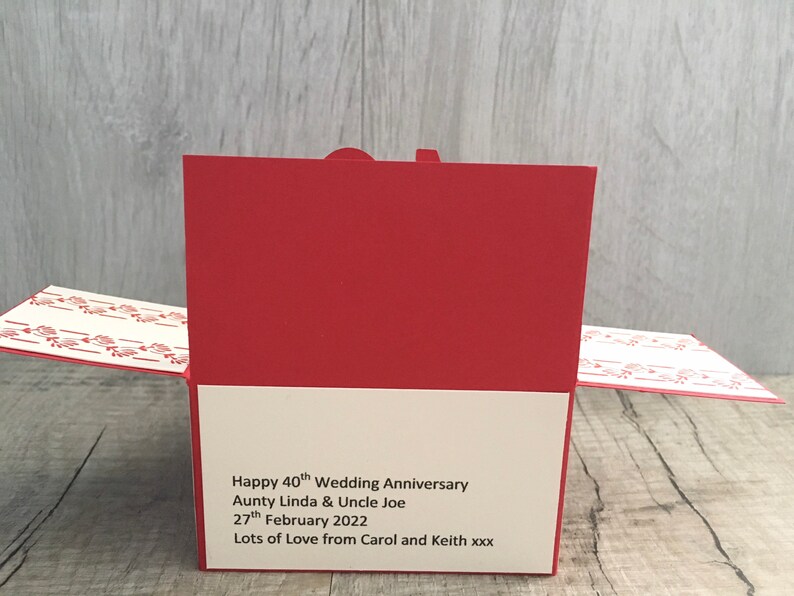 Happy 40th Wedding Anniversary
Aunty Linda & Uncle Joe
27th February 2022
Lots of Love from Carol and Keith xxx